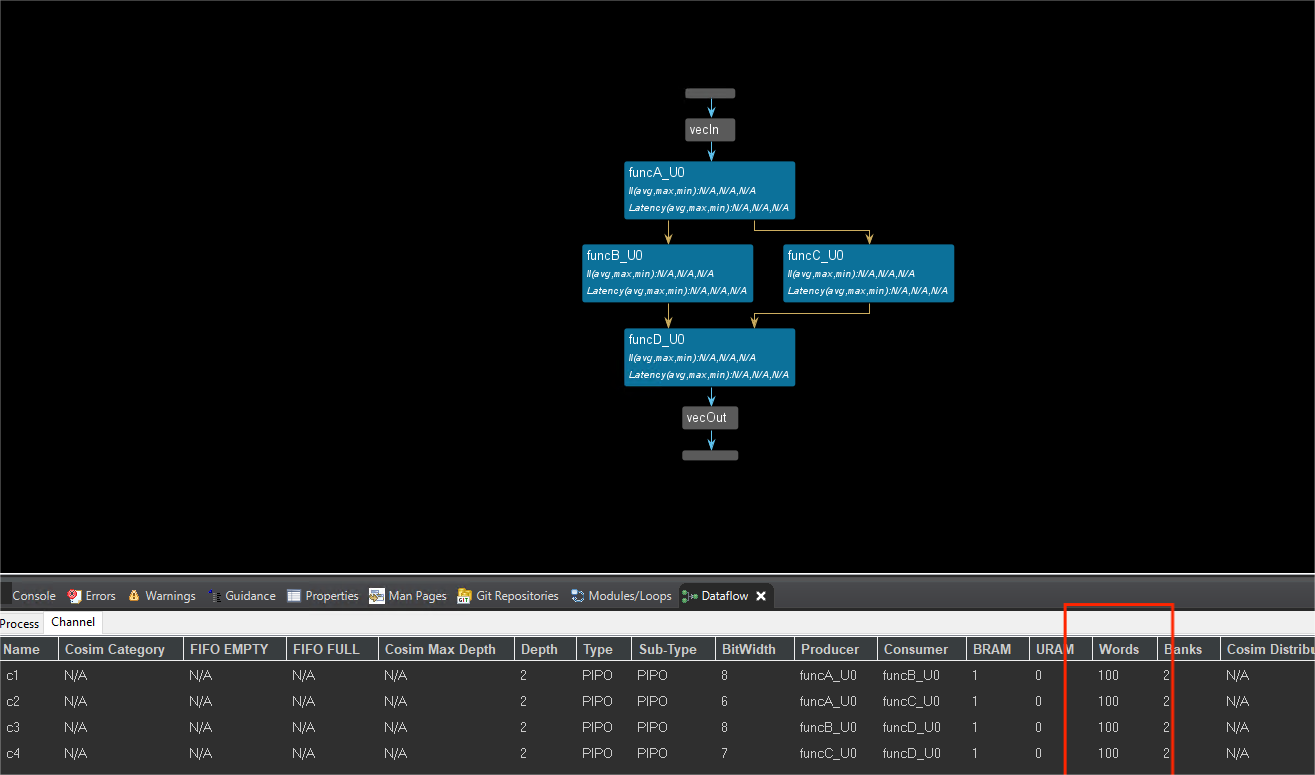 vecIn
funcA_U0
II(avg,max,min):N/A,N/A,N/A
Latency(avg,max,min):N/A,N/A,N/A
funcB_U0
II(avg,max,min):N/A,N/A,N/A
Latency(avg,max,min):N/A,N/A,N/A
funcC_U0
II(avg,max,min):N/A,N/A,N/A
Latency(avg,max,min):N/A,N/A,N/A
funcD_U0
II(avg,max,min):N/A,N/A,N/A
Latency(avg,max,min):N/A,N/A,N/A
vecOut
Console Errors Warnings Guidance Properties Man Pages GIT Git Repositories Modules/Loops Dataflow
Process Channel
Name Cosim Category FIFO EMPTY FIFO FULL Cosim Max Depth Depth Type Sub-Type BitWidth Producer Consumer BRAM URAM Words Banks Cosim Distribu
c1 N/A N/A N/A N/A 2 PIPO PIPO 8 funcA_U0 funcB_U0 1 0 100 2 N/A
c2 N/A N/A N/A N/A 2 PIPO PIPO 6 funcA_U0 funcC_U0 1 0 100 2 N/A
c3 N/A N/A N/A N/A 2 PIPO PIPO 8 funcB_U0 funcD_U0 1 0 100 2 N/A
c4 N/A N/A N/A N/A 2 PIPO PIPO 7 funcC_U0 funcD_U0 1 0 100 2 N/A